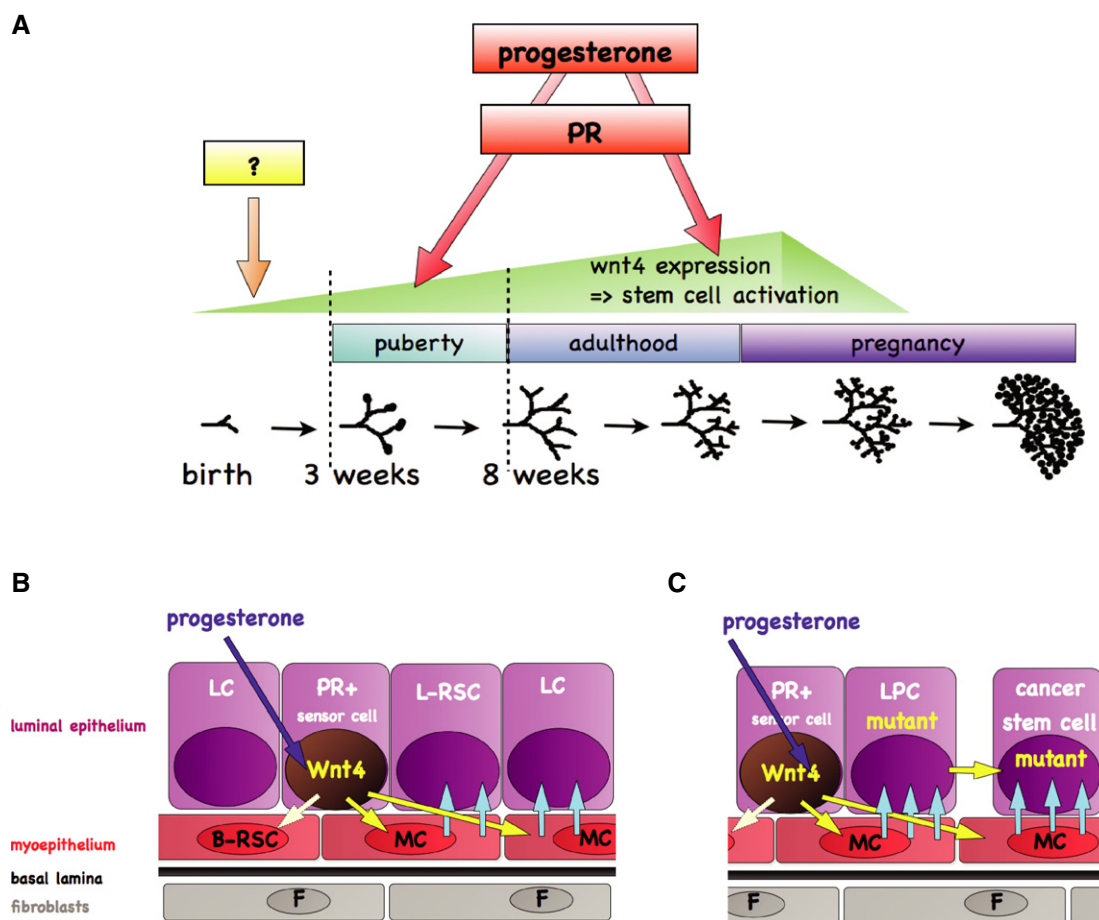 A
progesterone
PR
?
wnt4 expression
=> stem cell activation
puberty
adulthood
pregnancy
birth
3 weeks
8 weeks
B
progesterone
LC
PR+
sensor cell
L-RSC
LC
luminal epithelium
Wnt4
myoepithelium
B-RSC
MC
MC
basal lamina
fibroblasts
F
F
C
progesterone
PR+
sensor cell
LPC
mutant
cancer
stem cell
mutant
Wnt4
MC
MC
F
F